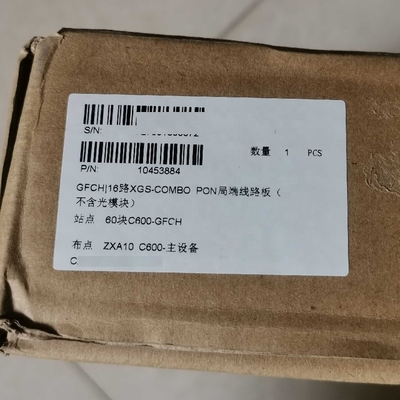 S/N:
数量 1 PCS
P/N: 10453884
GFCH|16路XGS-COMBO PON局端线路板（
不含光模块）
站点 60块C600-GFCH
布点 ZXA10 C600-主设备
C